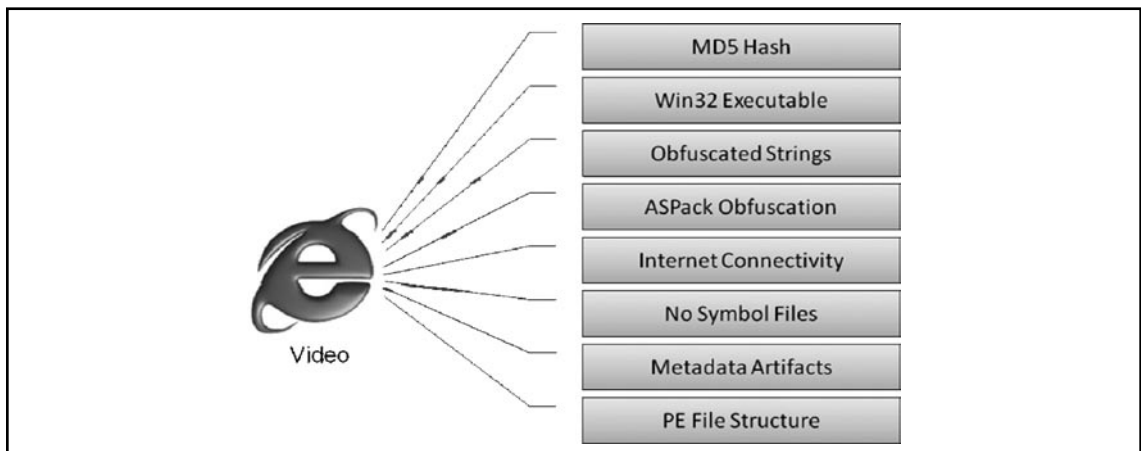 MD5 Hash
Win32 Executable
Obfuscated Strings
ASPack Obfuscation
Internet Connectivity
No Symbol Files
Metadata Artifacts
PE File Structure
Video